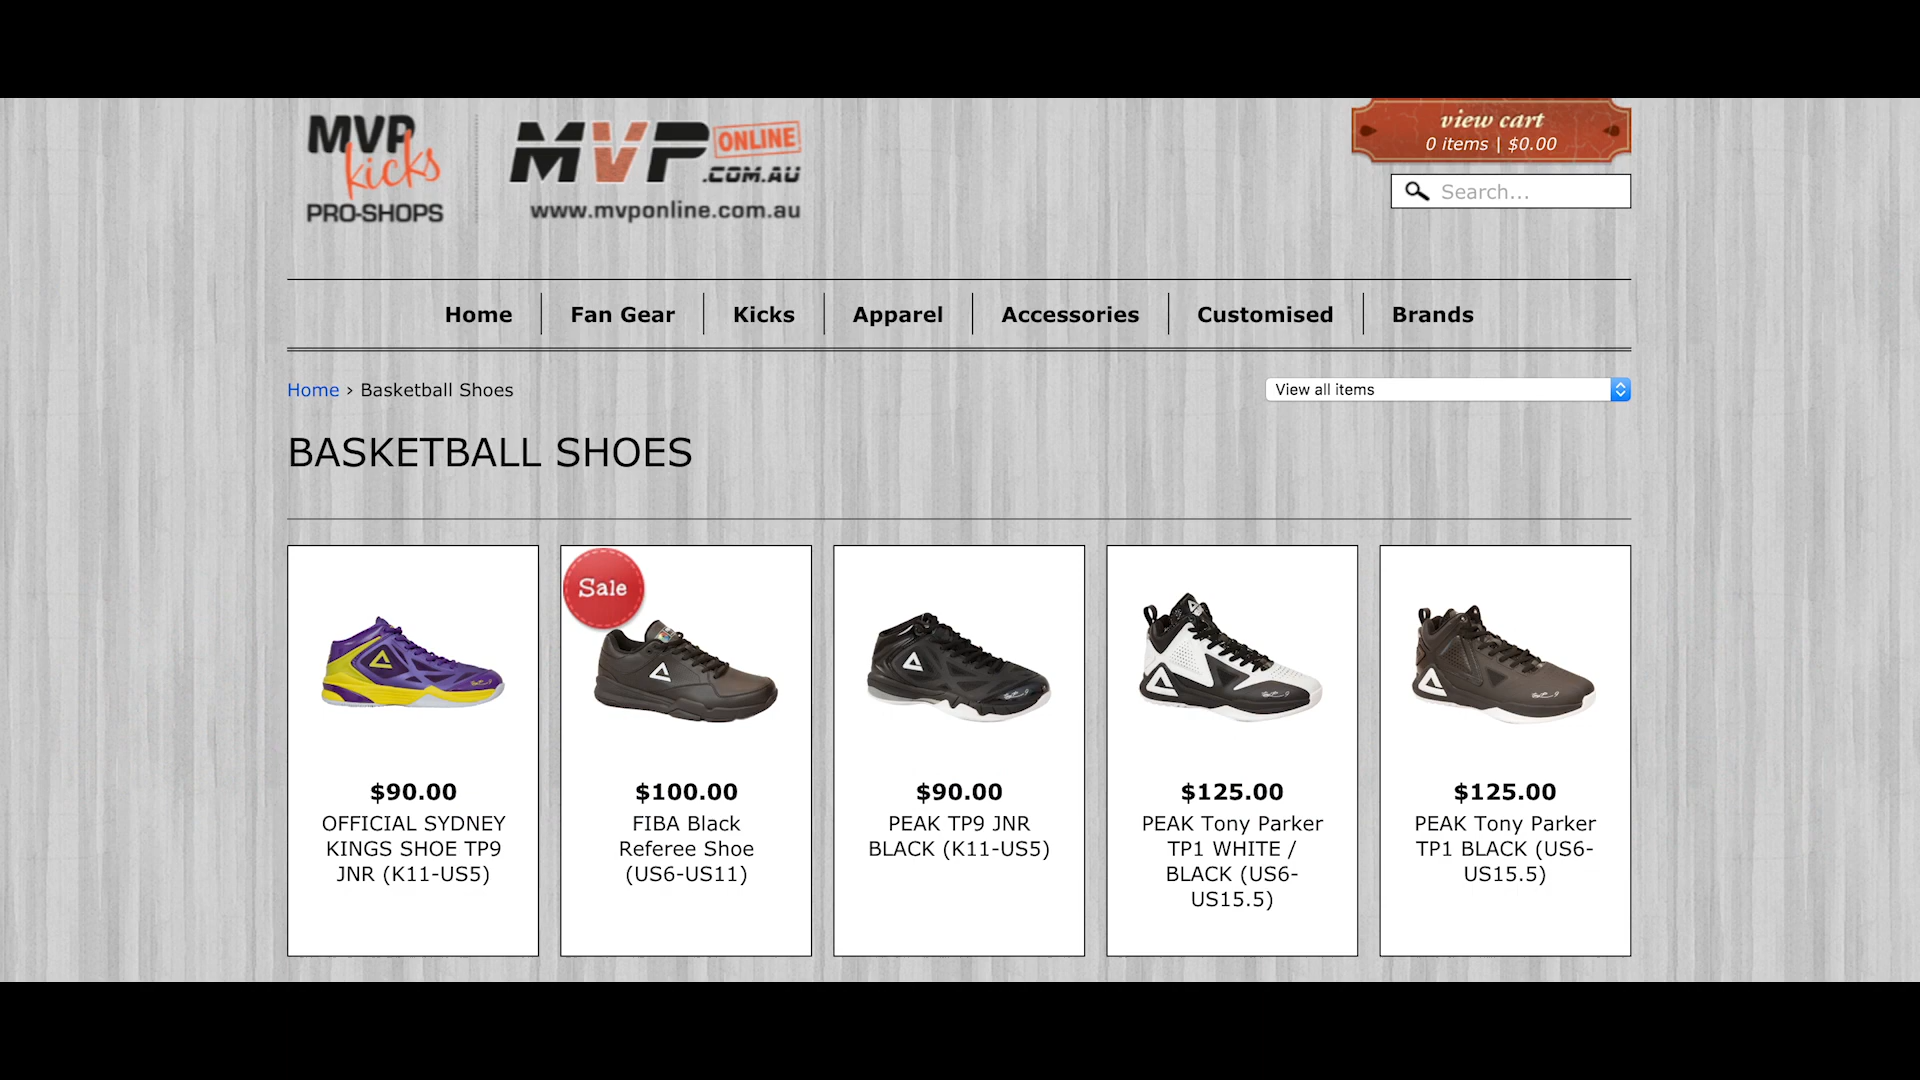 MVP
kicks
PRO-SHOPS
MVP ONLINE
.COM.AU
www.mvponline.com.au
view cart
0 items | $0.00
Search...
Home
Fan Gear
Kicks
Apparel
Accessories
Customised
Brands
Home › Basketball Shoes
View all items
BASKETBALL SHOES
$90.00
OFFICIAL SYDNEY
KINGS SHOE TP9
JNR (K11-US5)
Sale
$100.00
FIBA Black
Referee Shoe
(US6-US11)
$90.00
PEAK TP9 JNR
BLACK (K11-US5)
$125.00
PEAK Tony Parker
TP1 WHITE /
BLACK (US6-
US15.5)
$125.00
PEAK Tony Parker
TP1 BLACK (US6-
US15.5)